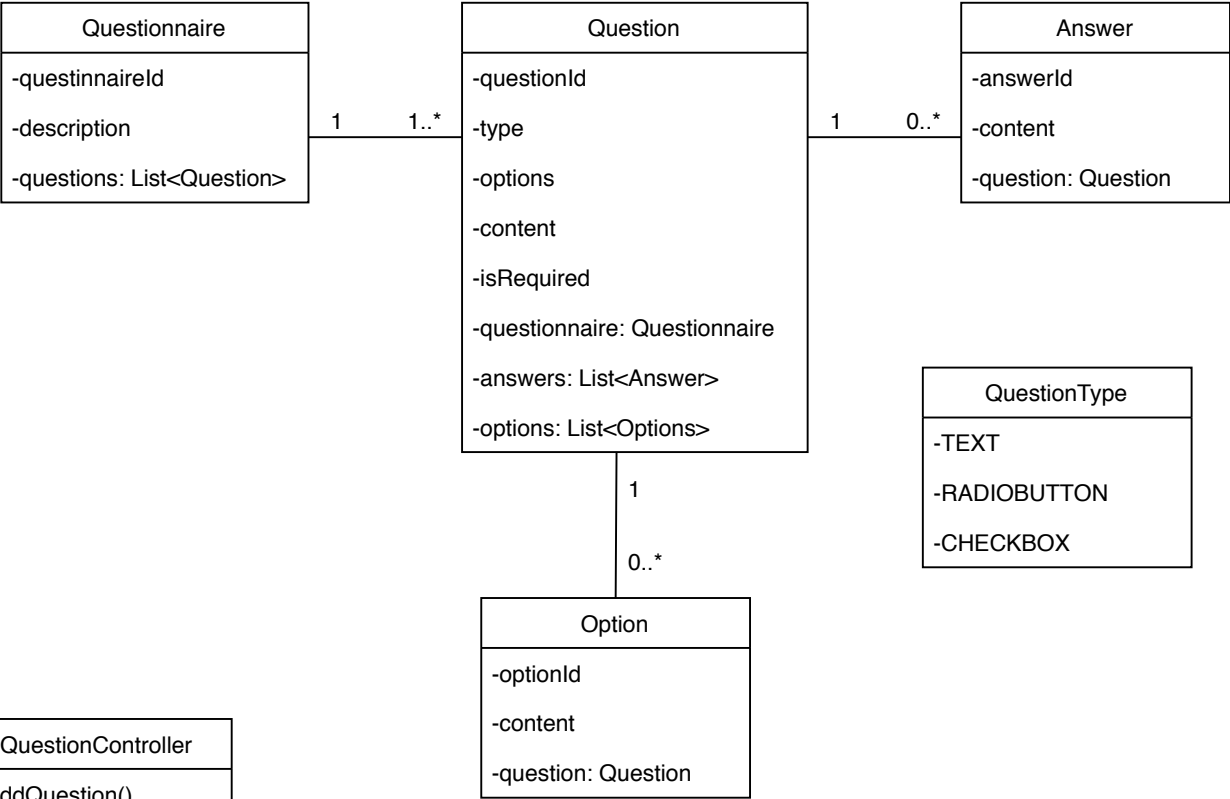 Questionnaire
-questinnaireId
-description
-questions: List<Question>
1
1..*
Question
-questionId
-type
-options
-content
-isRequired
-questionnaire: Questionnaire
-answers: List<Answer>
-options: List<Options>
1
0..*
Answer
-answerId
-content
-question: Question
QuestionType
-TEXT
-RADIOBUTTON
-CHECKBOX
1
0..*
Option
-optionId
-content
-question: Question
QuestionController
ddQuestion()